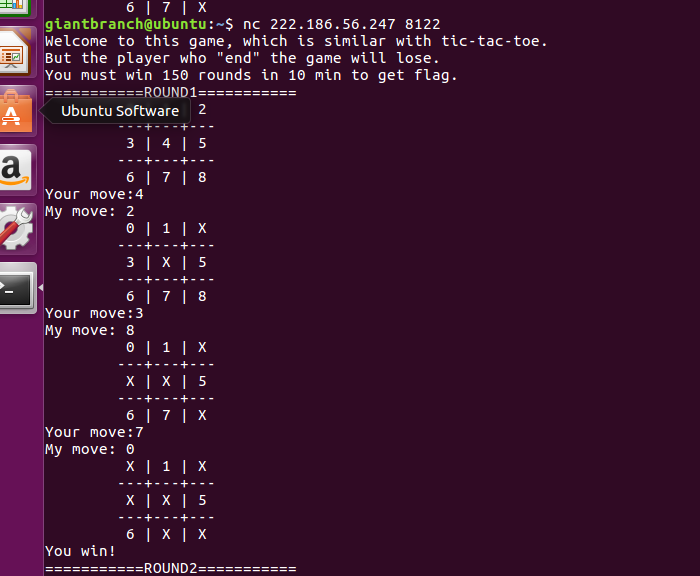 6 | 7 | X
giantbranch@ubuntu:~$ nc 222.186.56.247 8122
Welcome to this game, which is similar with tic-tac-toe.
But the player who "end" the game will lose.
You must win 150 rounds in 10 min to get flag.
===========ROUND1===========
Ubuntu Software
2
---+---+---
3 | 4 | 5
---+---+---
6 | 7 | 8
Your move:4
My move: 2
0 | 1 | X
---+---+---
3 | X | 5
---+---+---
6 | 7 | 8
Your move:3
My move: 8
0 | 1 | X
---+---+---
X | X | 5
---+---+---
6 | 7 | X
Your move:7
My move: 0
X | 1 | X
---+---+---
X | X | 5
---+---+---
6 | X | X
You win!
===========ROUND2===========